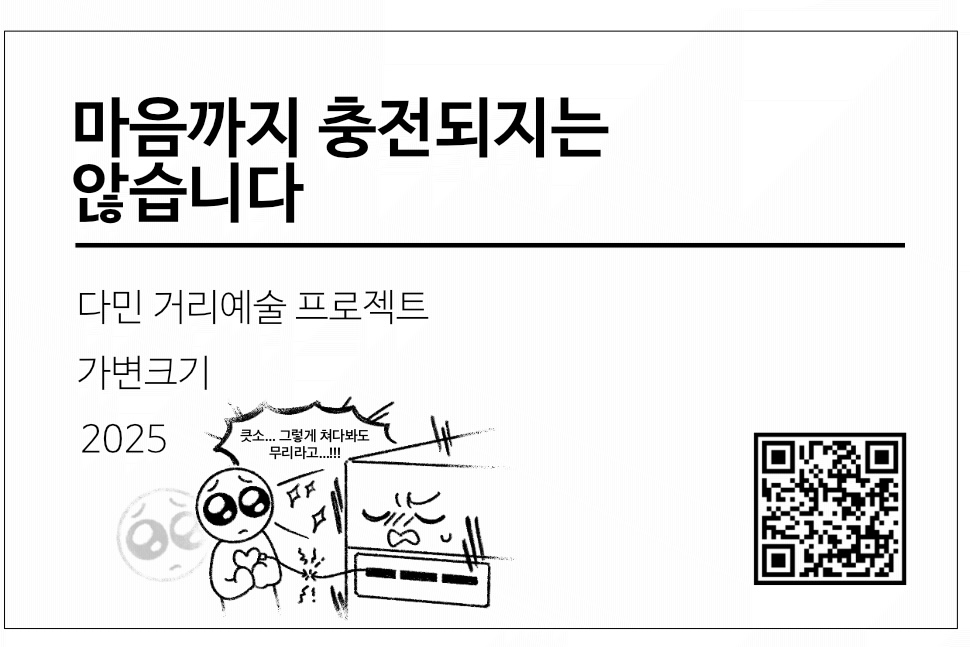 마음까지 충전되지는
않습니다
다민 거리예술 프로젝트
가변크기
2025
큿소... 그렇게 쳐다봐도
무리라고...!!!